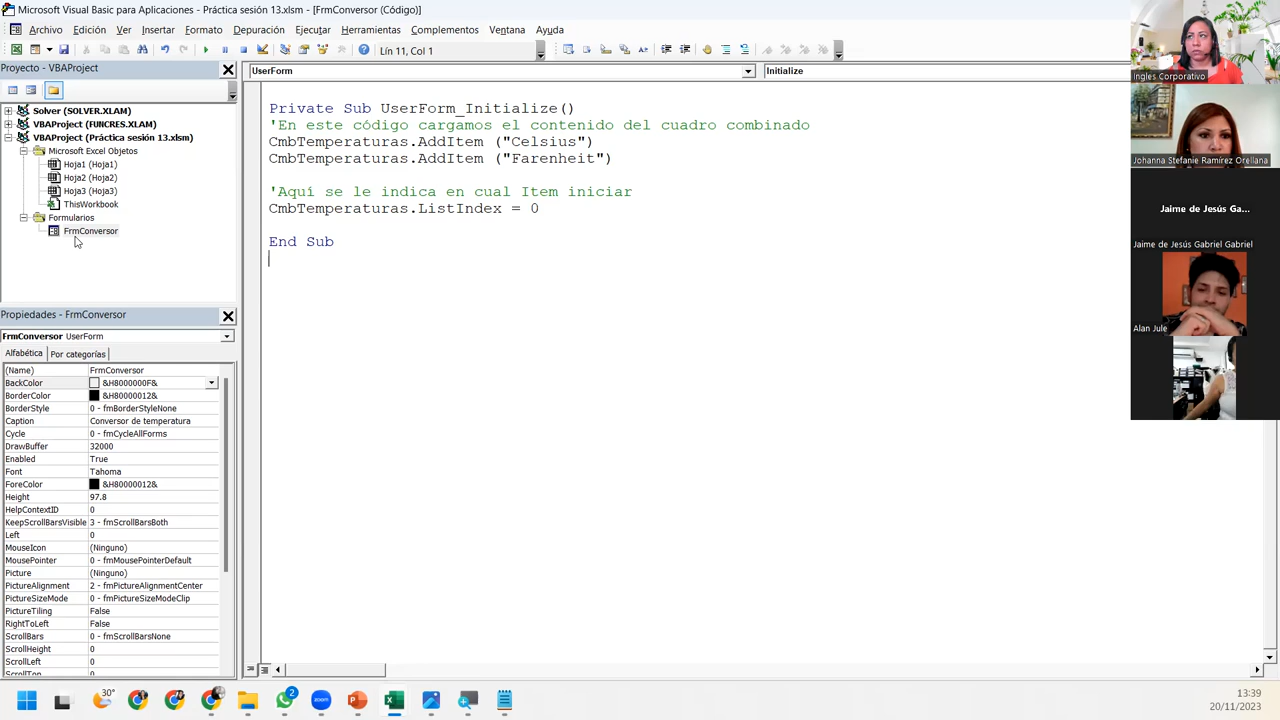 Microsoft Visual Basic para Aplicaciones - Práctica sesión 13.xlsm - [FrmConversor (Código)]
Archivo Edición Ver Insertar Formato Depuración Ejecutar Herramientas Complementos Ventana Ayuda
Lín 11, Col 1
Proyecto - VBAProject
UserForm
Initialize
Solver (SOLVER.XLAM)
VBAProject (FUNCRES.XLAM)
VBAProject (Práctica sesión 13.xlsm)
Microsoft Excel Objetos
Hoja1 (Hoja1)
Hoja2 (Hoja2)
Hoja3 (Hoja3)
ThisWorkbook
Formularios
FrmConversor
Private Sub UserForm_Initialize()
'En este código cargamos el contenido del cuadro combinado
CmbTemperaturas.AddItem ("Celsius")
CmbTemperaturas.AddItem ("Farenheit")
'Aquí se le indica en cual Item iniciar
CmbTemperaturas.ListIndex = 0
End Sub
Propiedades - FrmConversor
FrmConversor UserForm
Alfabética Por categorías
(Name) FrmConversor
BackColor &H8000000F&
BorderColor &H80000012&
BorderStyle 0 - fmBorderStyleNone
Caption Conversor de temperatura
Cycle 0 - fmCycleAllForms
DrawBuffer 32000
Enabled True
Font Tahoma
ForeColor &H80000012&
Height 97.8
HelpContextID 0
KeepScrollBarsVisible 3 - fmScrollBarsBoth
Left 0
MouseIcon (Ninguno)
MousePointer 0 - fmMousePointerDefault
Picture (Ninguno)
PictureAlignment 2 - fmPictureAlignmentCenter
PictureSizeMode 0 - fmPictureSizeModeClip
PictureTiling False
RightToLeft False
ScrollBars 0 - fmScrollBarsNone
ScrollHeight 0
ScrollLeft 0
ScrollTop 0
Ingles Corporativo
Johanna Stefanie Ramírez Orellana
Jaime de Jesús Ga...
Jaime de Jesús Gabriel Gabriel
Alan Jule
30°
2
zoom
13:39
20/11/2023